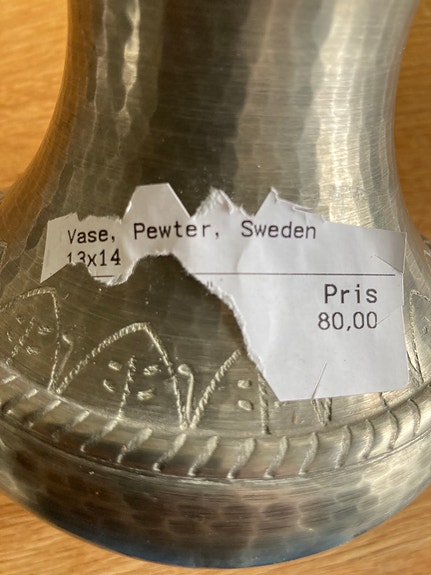 Vase, Pewter, Sweden
13x14
Pris
80,00